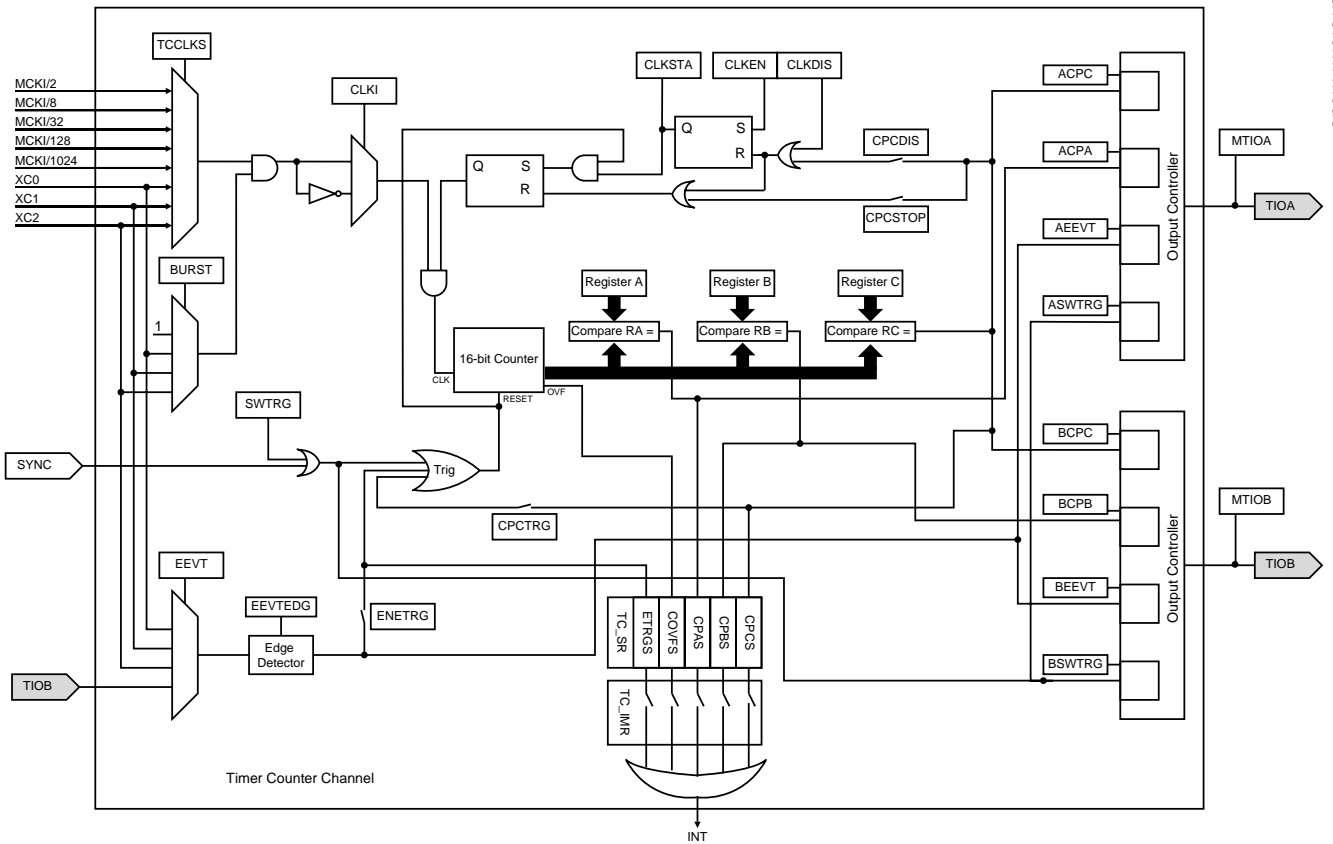 TCCLKS
MCKI/2
MCKI/8
MCKI/32
MCKI/128
MCKI/1024
XC0
XC1
XC2
CLKI
CLKSTA
CLKEN
CLKDIS
Q
S
R
Q
S
R
CPCDIS
CPCSTOP
ACPC
ACPA
AEEVT
ASWTRG
Output Controller
MTIOA
TIOA
BURST
1
Register A
Register B
Register C
Compare RA =
Compare RB =
Compare RC =
16-bit Counter
CLK
OVF
RESET
SWTRG
SYNC
Trig
CPCTRG
BCPC
BCPB
BEEVT
BSWTRG
Output Controller
MTIOB
TIOB
EEVT
EEVTEDG
Edge
Detector
ENETRG
TIOB
TC_SR
ETRGS
COVFS
CPAS
CPBS
CPCS
TC_IMR
Timer Counter Channel
INT